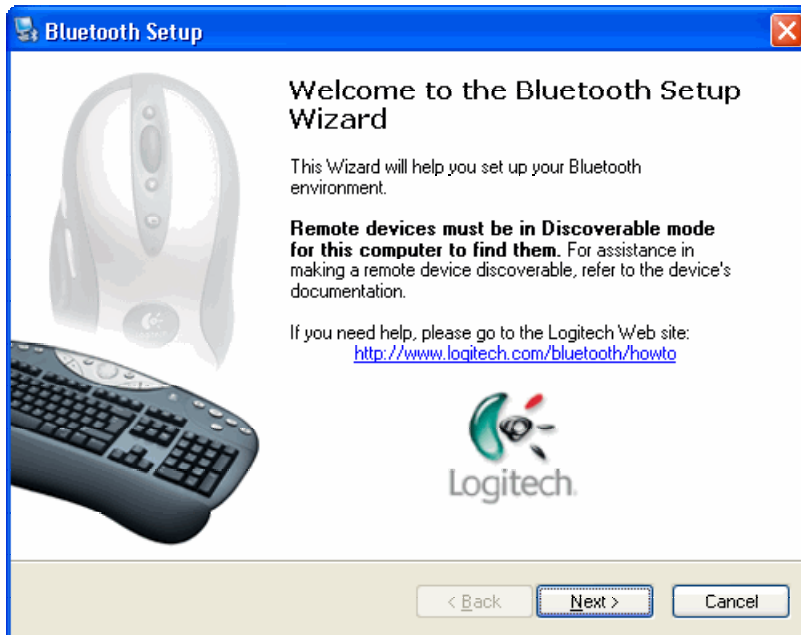 Bluetooth Setup
Welcome to the Bluetooth Setup
Wizard
This Wizard will help you set up your Bluetooth
environment.
Remote devices must be in Discoverable mode
for this computer to find them. For assistance in
making a remote device discoverable, refer to the device's
documentation.
If you need help, please go to the Logitech Web site:
http://www.logitech.com/bluetooth/howto
Logitech
< Back
Next >
Cancel